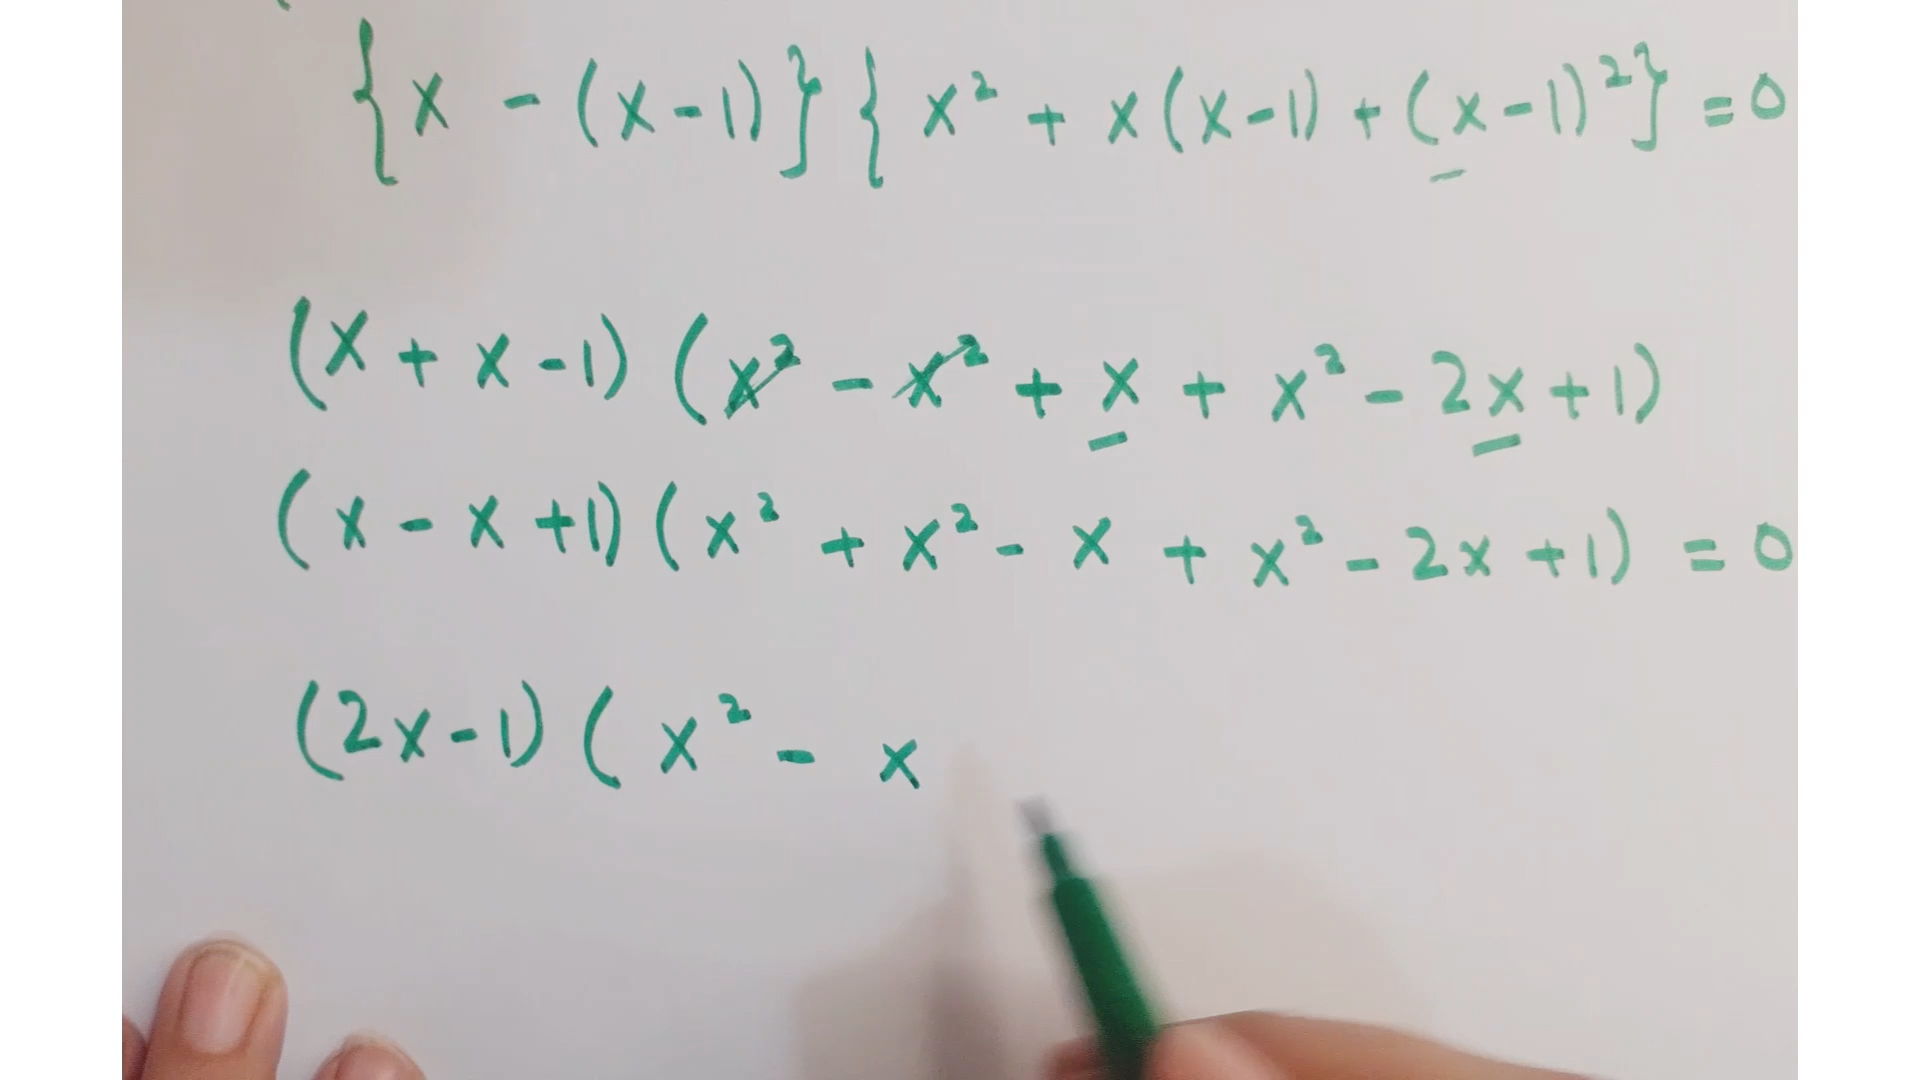 {x - (x-1)}{x² + x(x-1) + (x-1)²} = 0
(x + x - 1)(x² - x² + x + x² - 2x + 1)
(x - x + 1)(x² + x² - x + x² - 2x + 1) = 0
(2x-1)(x² - x